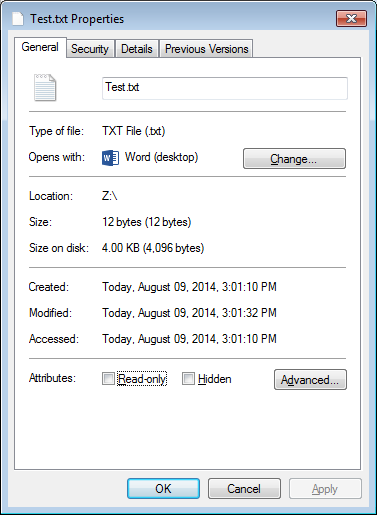 Test.txt Properties
General Security Details Previous Versions
Test.txt
Type of file: TXT File (.txt)
Opens with: Word (desktop) Change...
Location: Z:\
Size: 12 bytes (12 bytes)
Size on disk: 4.00 KB (4,096 bytes)
Created: Today, August 09, 2014, 3:01:10 PM
Modified: Today, August 09, 2014, 3:01:32 PM
Accessed: Today, August 09, 2014, 3:01:10 PM
Attributes: Read-only Hidden Advanced...
OK Cancel Apply